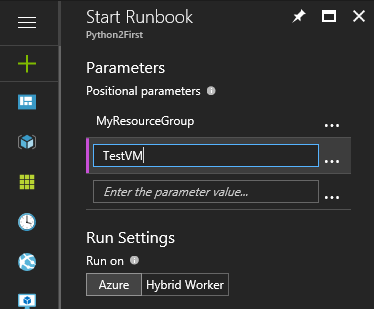 Start Runbook
Python2First
Parameters
Positional parameters
MyResourceGroup
...
TestVM
...
Enter the parameter value...
...
Run Settings
Run on
Azure Hybrid Worker